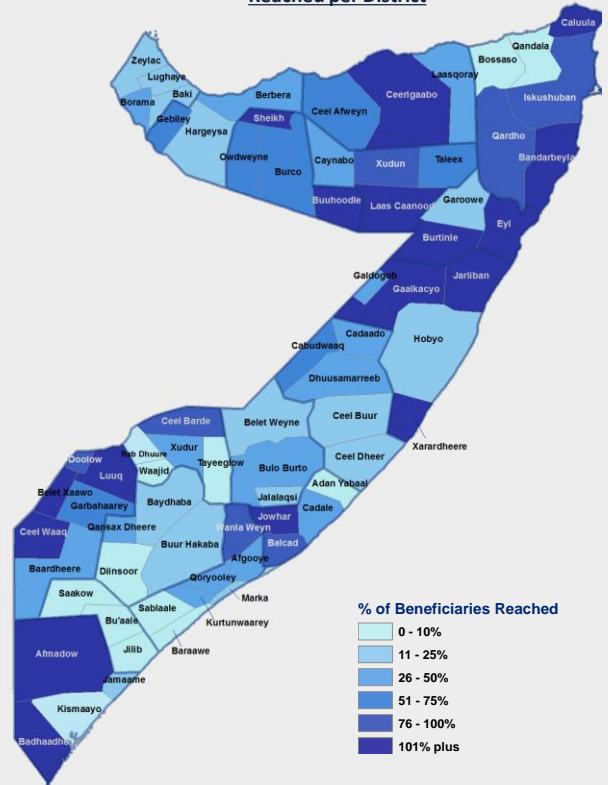 Reached per District
Caluula
Zeylac
Qandala
Bossaso
Lughaye
Laasqoray
Ceerigaabo
Baki
Berbera
Iskushuban
Borama
Ceel Afweyn
Gebiley
Sheikh
Hargeysa
Qardho
Owdweyne
Caynabo
Xudun
Taleex
Bandarbeyla
Burco
Buuhoodle
Laas Caanood
Garoowe
Eyl
Burtinle
Galdogob
Jarliban
Gaalkacyo
Cadaado
Hobyo
Cabudwaaq
Dhuusamarreeb
Ceel Buur
Ceel Barde
Belet Weyne
Xarardheere
Xudur
Rab Dhuure
Ceel Dheer
Doolow
Waajid
Tayeeglow
Bulo Burto
Luuq
Adan Yabaal
Belet Xaawo
Baydhaba
Jalalaqsi
Garbahaarey
Cadale
Jowhar
Qansax Dheere
Wanla Weyn
Ceel Waaq
Buur Hakaba
Balcad
Afgooye
Baardheere
Diinsoor
Qoryooley
Saakow
Marka
Sablaale
Bu'aale
Kurtunwaarey
Jilib
Baraawe
Afmadow
Jamaame
Kismaayo
Badhaadhe
% of Beneficiaries Reached
0 - 10%
11 - 25%
26 - 50%
51 - 75%
76 - 100%
101% plus